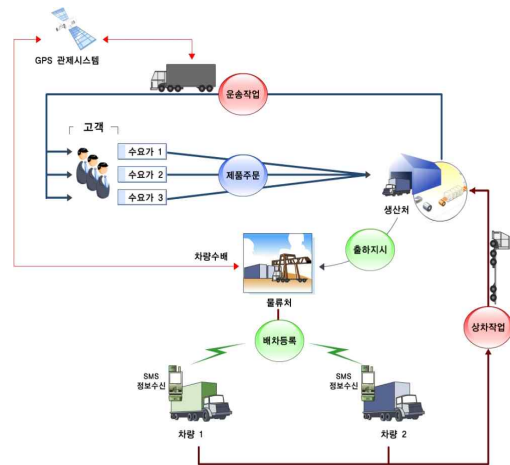 GPS 관제시스템
운송작업
고객
수요가 1
수요가 2
수요가 3
제품주문
생산처
출하지시
차량수배
물류처
상차작업
배차등록
SMS
정보수신
SMS
정보수신
차량 1
차량 2